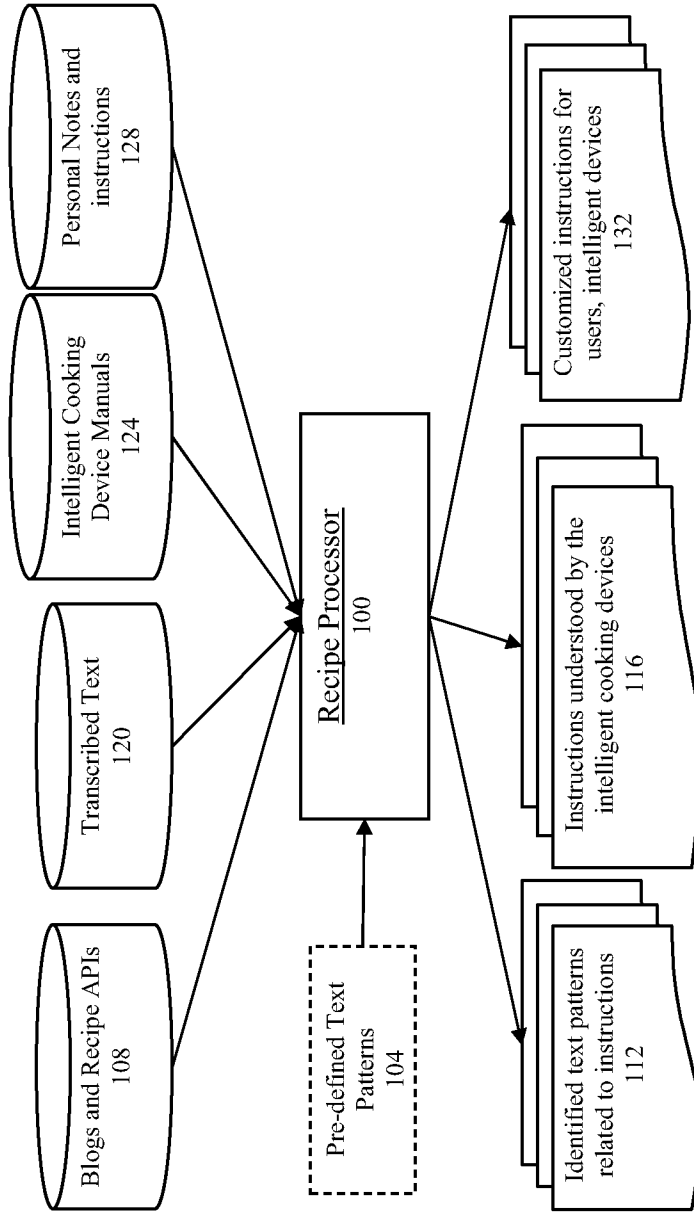 Blogs and Recipe APIs
108
Transcribed Text
120
Intelligent Cooking
Device Manuals
124
Personal Notes and
instructions
128
Pre-defined Text
Patterns
104
Recipe Processor
100
Identified text patterns
related to instructions
112
Instructions understood by the
intelligent cooking devices
116
Customized instructions for
users, intelligent devices
132